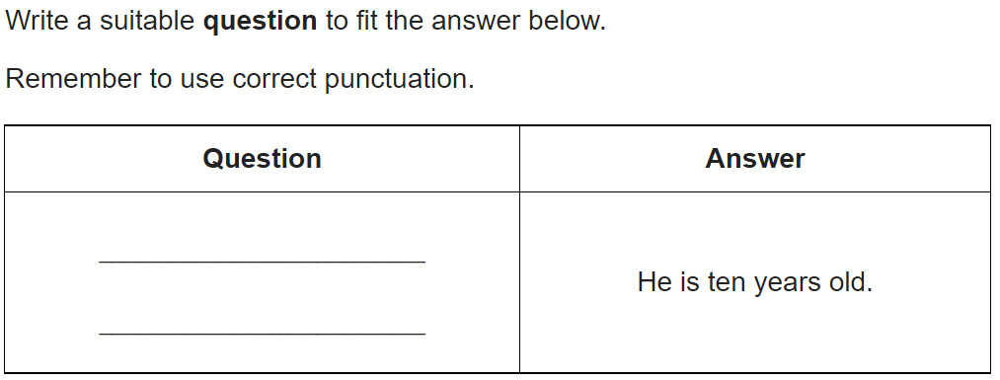 Write a suitable question to fit the answer below.
Remember to use correct punctuation.
Question
Answer
He is ten years old.